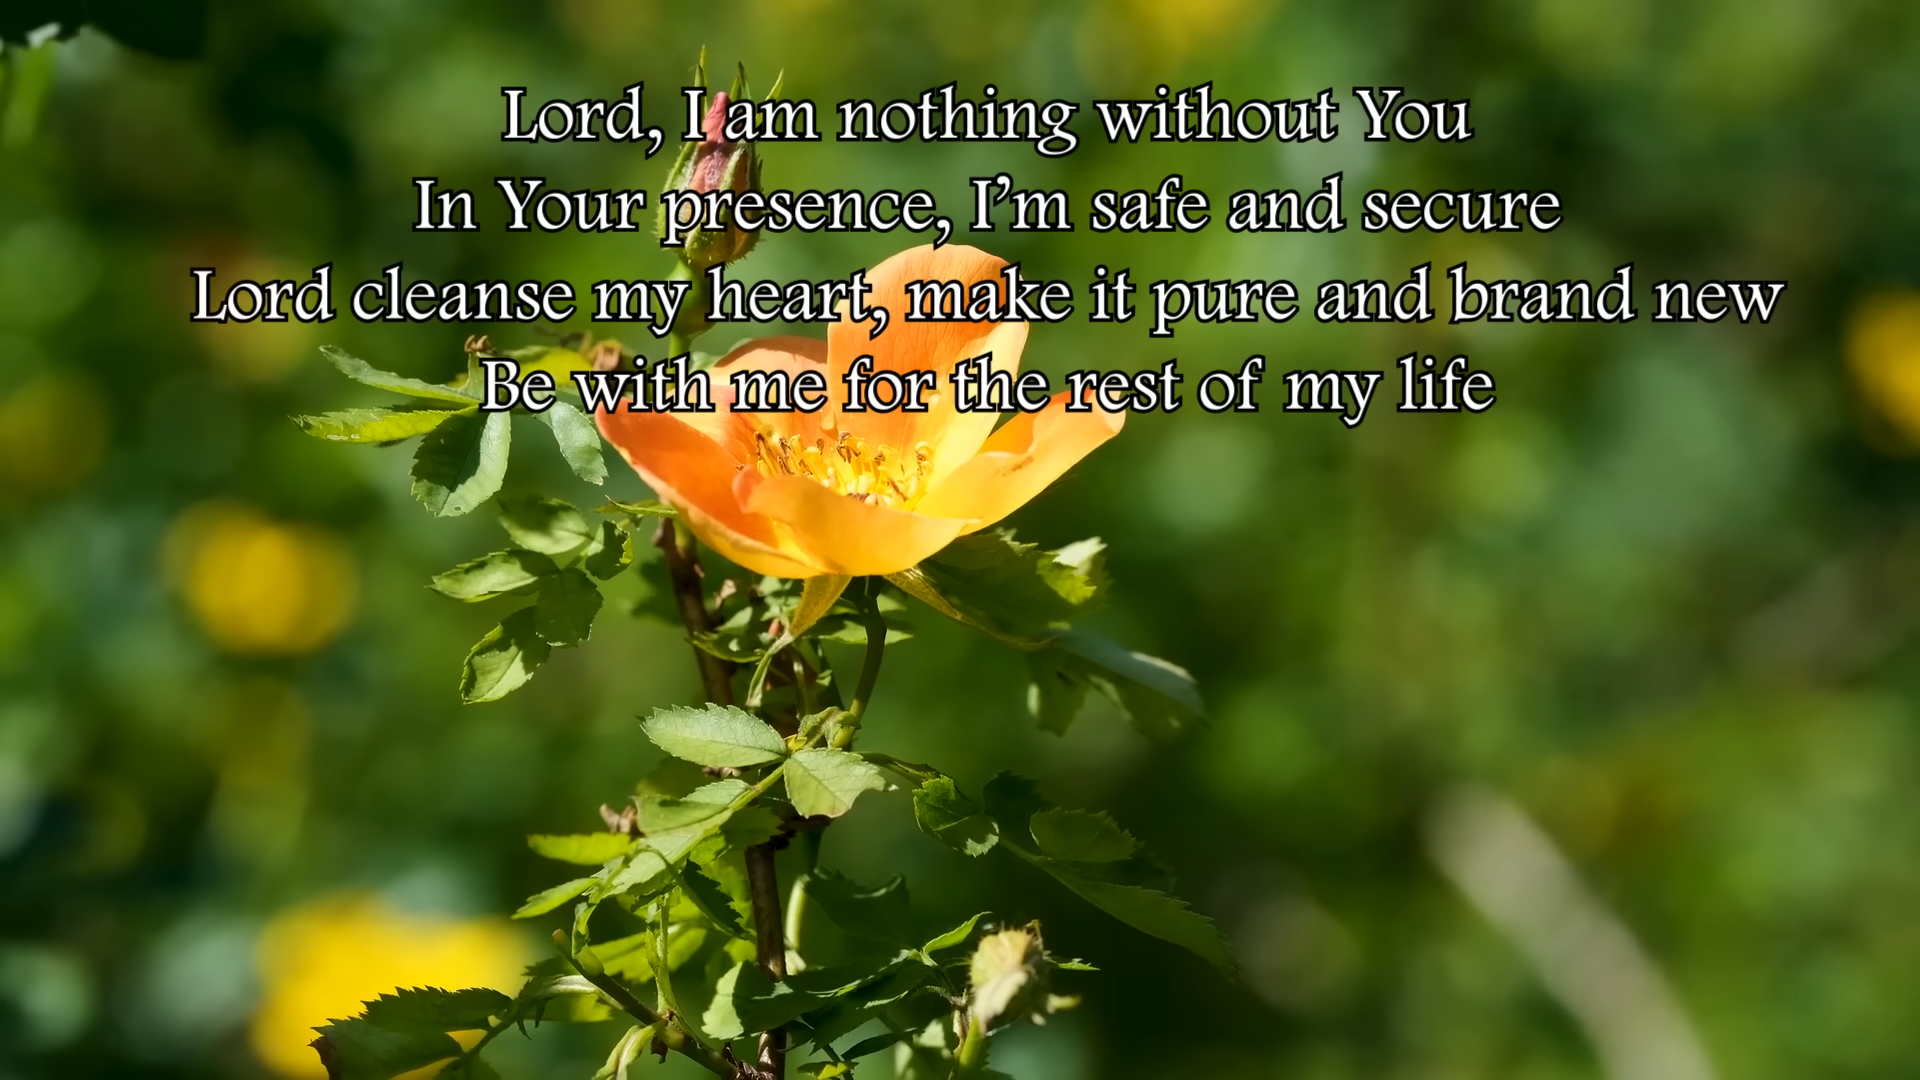 Lord, I am nothing without You
In Your presence, I’m safe and secure
Lord cleanse my heart, make it pure and brand new
Be with me for the rest of my life